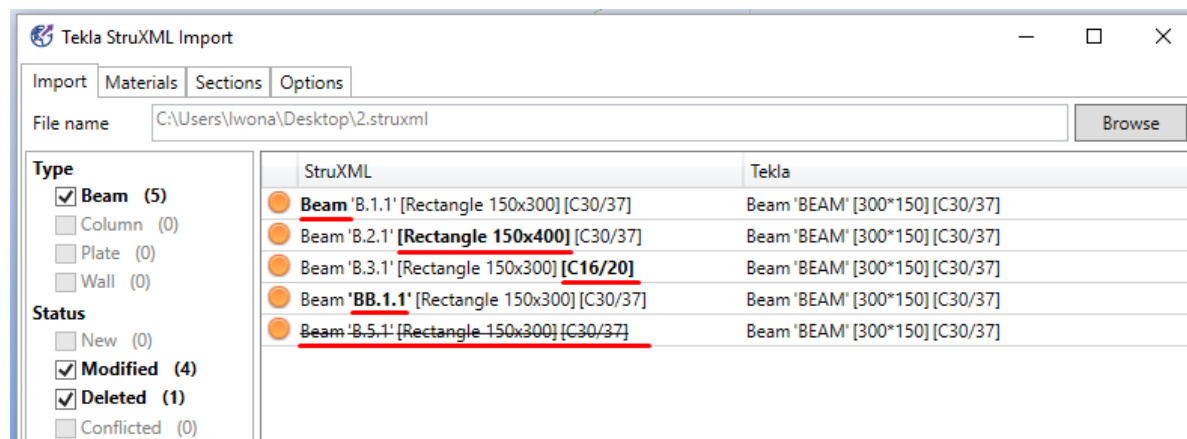 Tekla StruXML Import
Import Materials Sections Options
File name C:\Users\Iwona\Desktop\2.struxml Browse
Type
Beam (5)
Column (0)
Plate (0)
Wall (0)
Status
New (0)
Modified (4)
Deleted (1)
Conflicted (0)
StruXML Tekla
Beam 'B.1.1' [Rectangle 150x300] [C30/37] Beam 'BEAM' [300*150] [C30/37]
Beam 'B.2.1' [Rectangle 150x400] [C30/37] Beam 'BEAM' [300*150] [C30/37]
Beam 'B.3.1' [Rectangle 150x300] [C16/20] Beam 'BEAM' [300*150] [C30/37]
Beam 'BB.1.1' [Rectangle 150x300] [C30/37] Beam 'BEAM' [300*150] [C30/37]
Beam 'B.5.1' [Rectangle 150x300] [C30/37] Beam 'BEAM' [300*150] [C30/37]